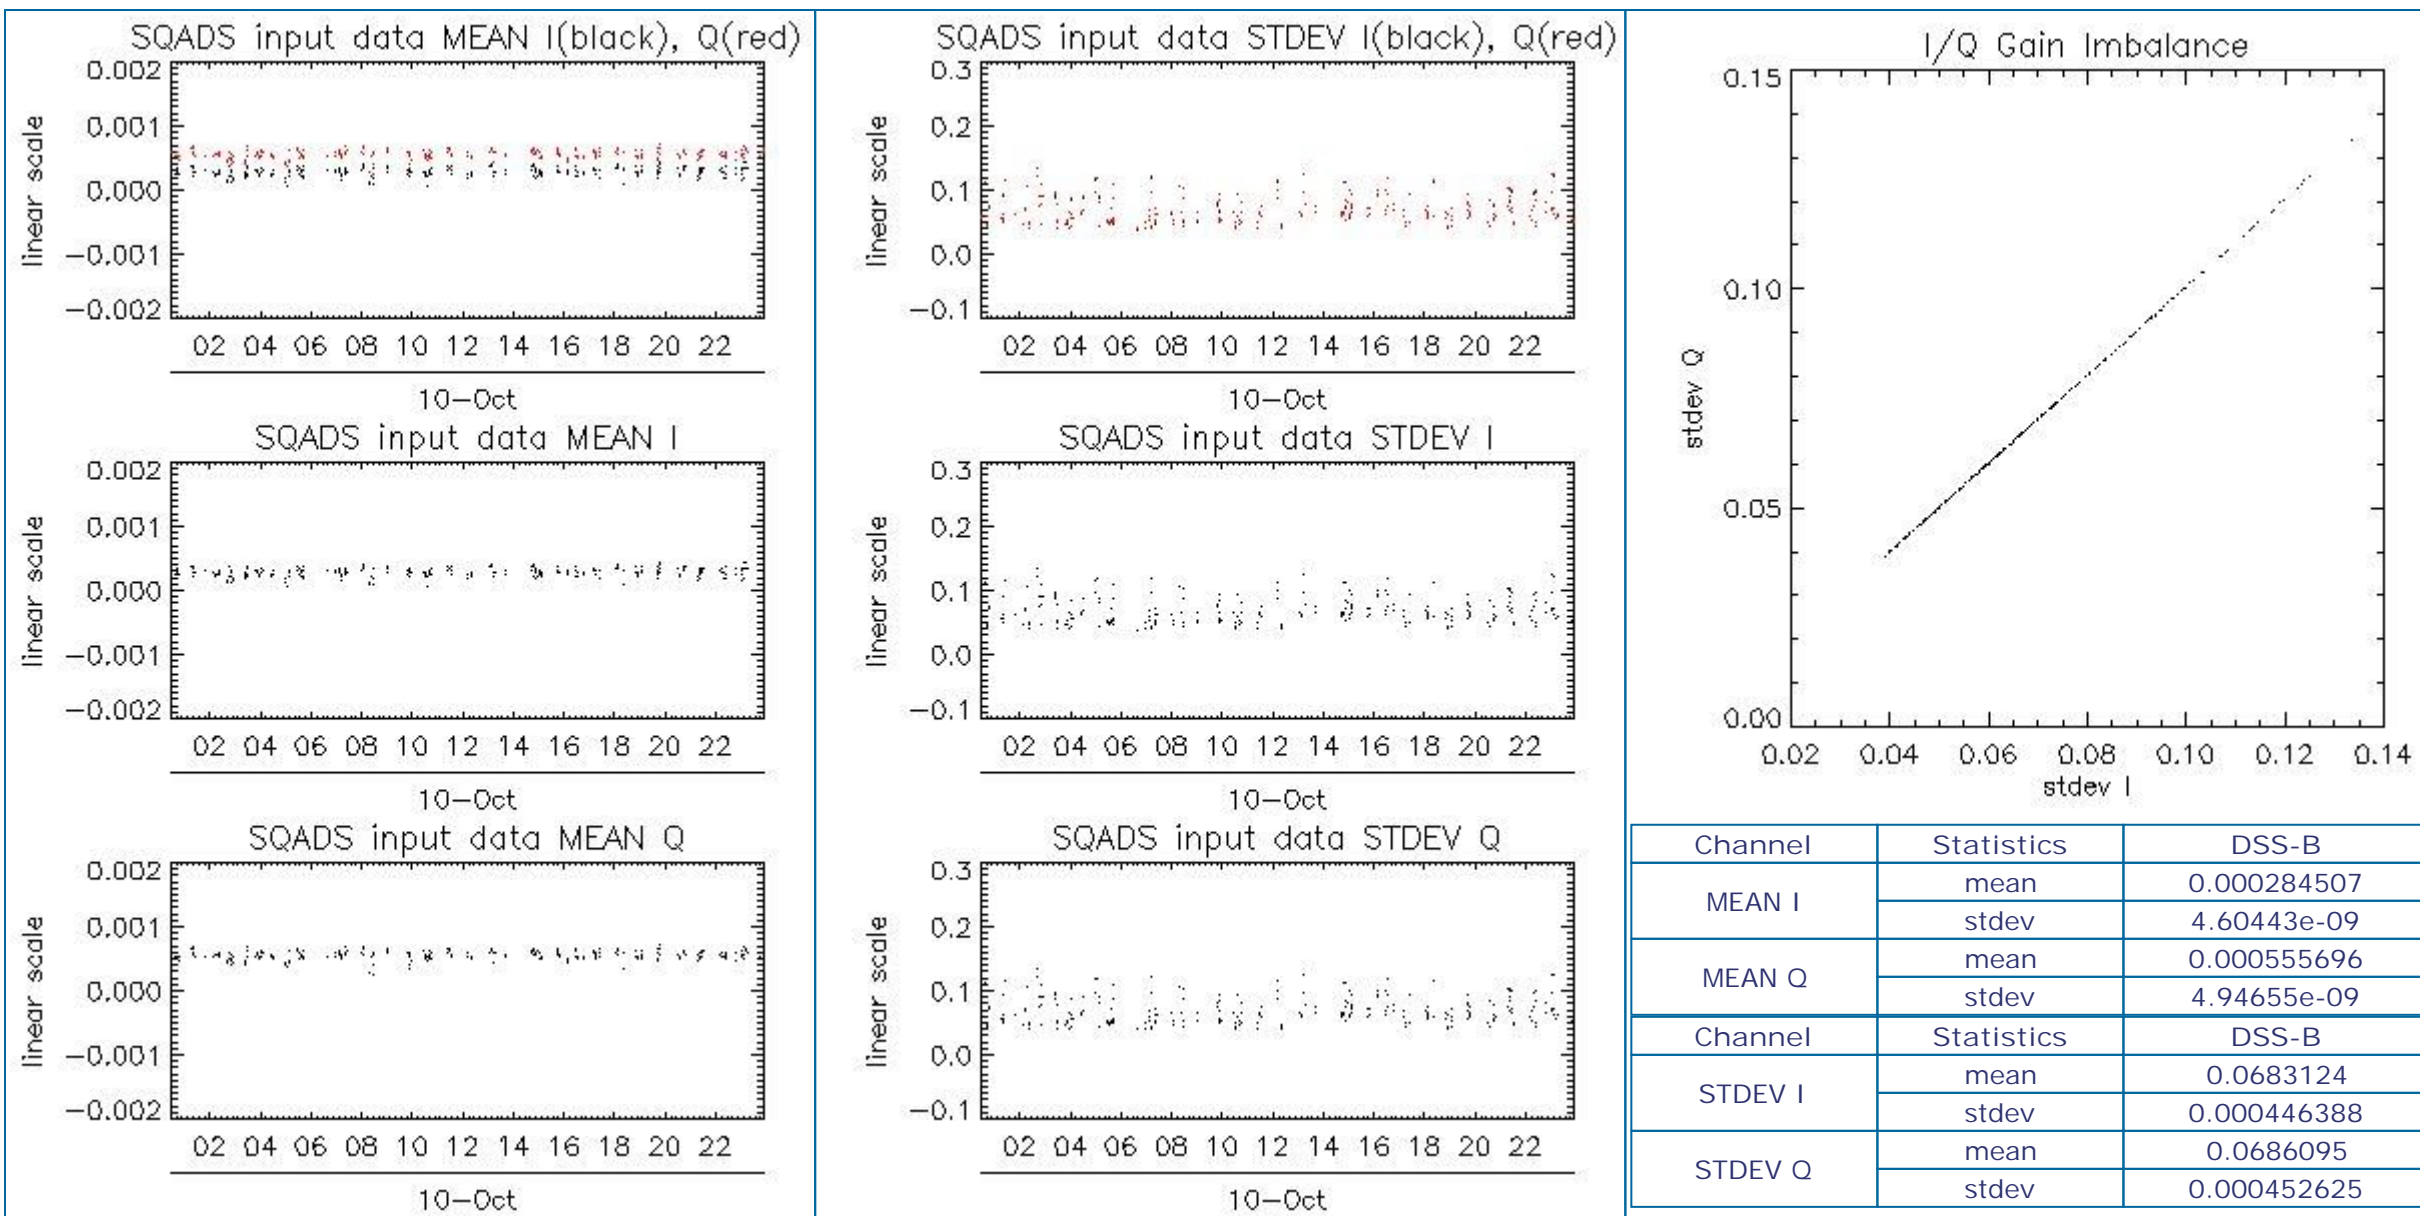 SQADS input data MEAN I(black), Q(red)
0.002
0.001
0.000
−0.001
−0.002
linear scale
02 04 06 08 10 12 14 16 18 20 22
10−Oct
SQADS input data MEAN I
0.002
0.001
0.000
−0.001
−0.002
linear scale
02 04 06 08 10 12 14 16 18 20 22
10−Oct
SQADS input data MEAN Q
0.002
0.001
0.000
−0.001
−0.002
linear scale
02 04 06 08 10 12 14 16 18 20 22
10−Oct
SQADS input data STDEV I(black), Q(red)
0.3
0.2
0.1
0.0
−0.1
linear scale
02 04 06 08 10 12 14 16 18 20 22
10−Oct
SQADS input data STDEV I
0.3
0.2
0.1
0.0
−0.1
linear scale
02 04 06 08 10 12 14 16 18 20 22
10−Oct
SQADS input data STDEV Q
0.3
0.2
0.1
0.0
−0.1
linear scale
02 04 06 08 10 12 14 16 18 20 22
10−Oct
I/Q Gain Imbalance
0.15
0.10
0.05
0.00
stdev Q
0.02 0.04 0.06 0.08 0.10 0.12 0.14
stdev I
Channel Statistics DSS-B
MEAN I mean 0.000284507
stdev 4.60443e-09
MEAN Q mean 0.000555696
stdev 4.94655e-09
Channel Statistics DSS-B
STDEV I mean 0.0683124
stdev 0.000446388
STDEV Q mean 0.0686095
stdev 0.000452625